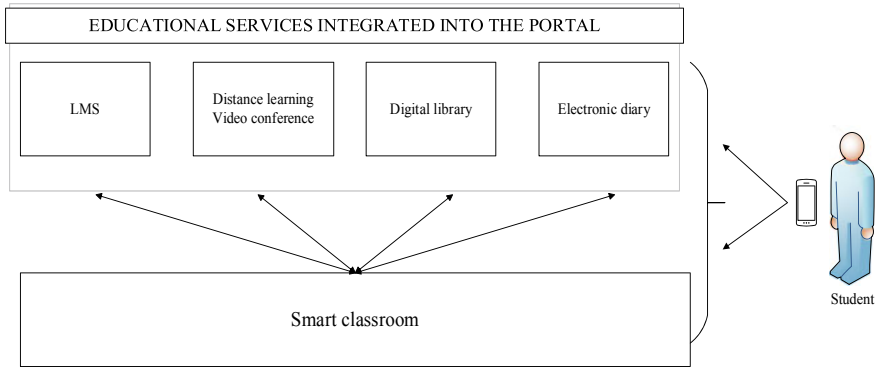 EDUCATIONAL SERVICES INTEGRATED INTO THE PORTAL
LMS
Distance learning
Video conference
Digital library
Electronic diary
Smart classroom
Student